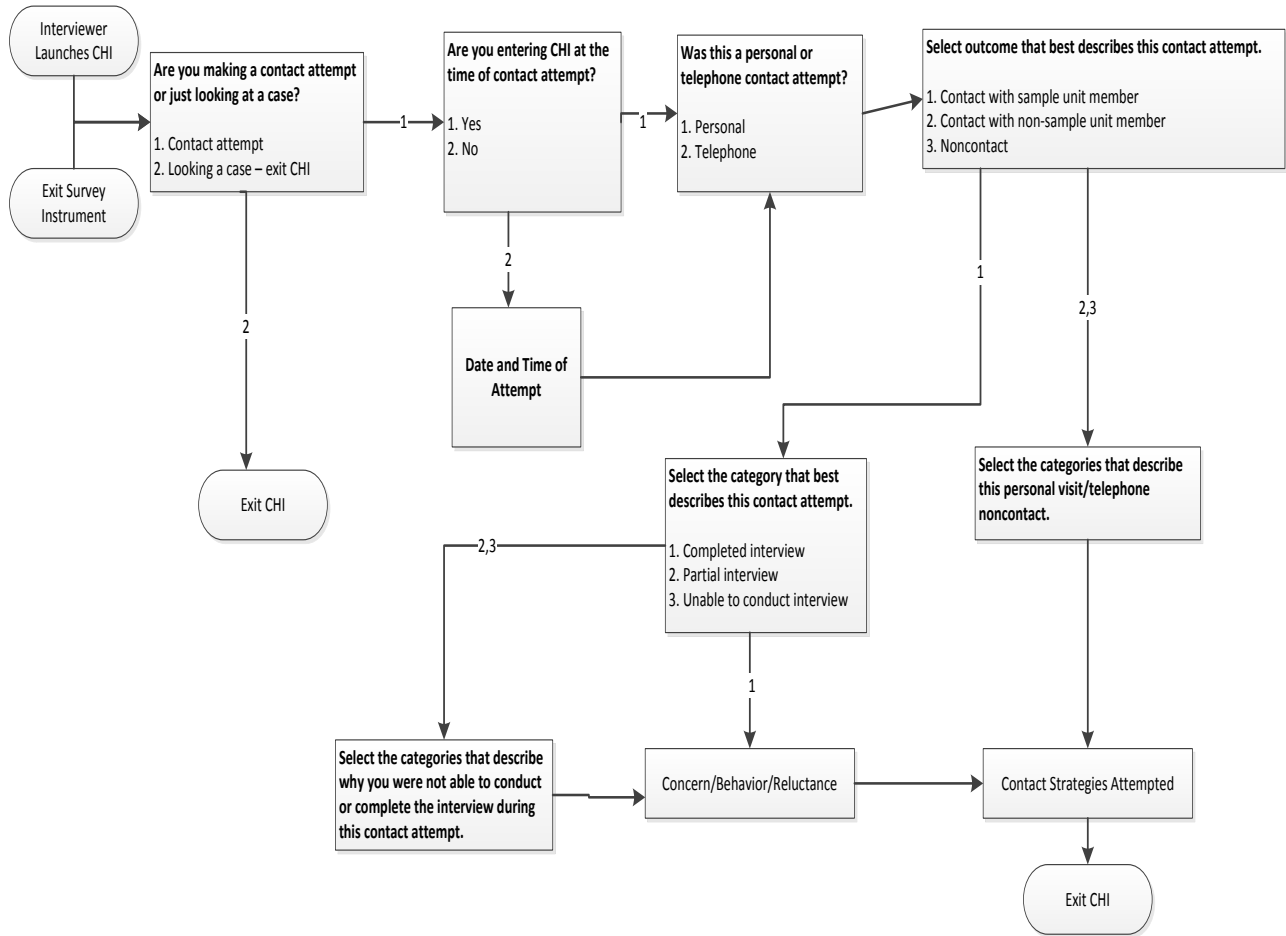 Interviewer
Launches CHI
Exit Survey
Instrument
Are you making a contact attempt
or just looking at a case?
1. Contact attempt
2. Looking a case – exit CHI
1
2
Exit CHI
Are you entering CHI at the
time of contact attempt?
1. Yes
2. No
1
2
Date and Time of
Attempt
Was this a personal or
telephone contact attempt?
1. Personal
2. Telephone
Select outcome that best describes this contact attempt.
1. Contact with sample unit member
2. Contact with non-sample unit member
3. Noncontact
1
2,3
Select the category that best
describes this contact attempt.
1. Completed interview
2. Partial interview
3. Unable to conduct interview
2,3
1
Select the categories that describe
this personal visit/telephone
noncontact.
Select the categories that describe
why you were not able to conduct
or complete the interview during
this contact attempt.
Concern/Behavior/Reluctance
Contact Strategies Attempted
Exit CHI